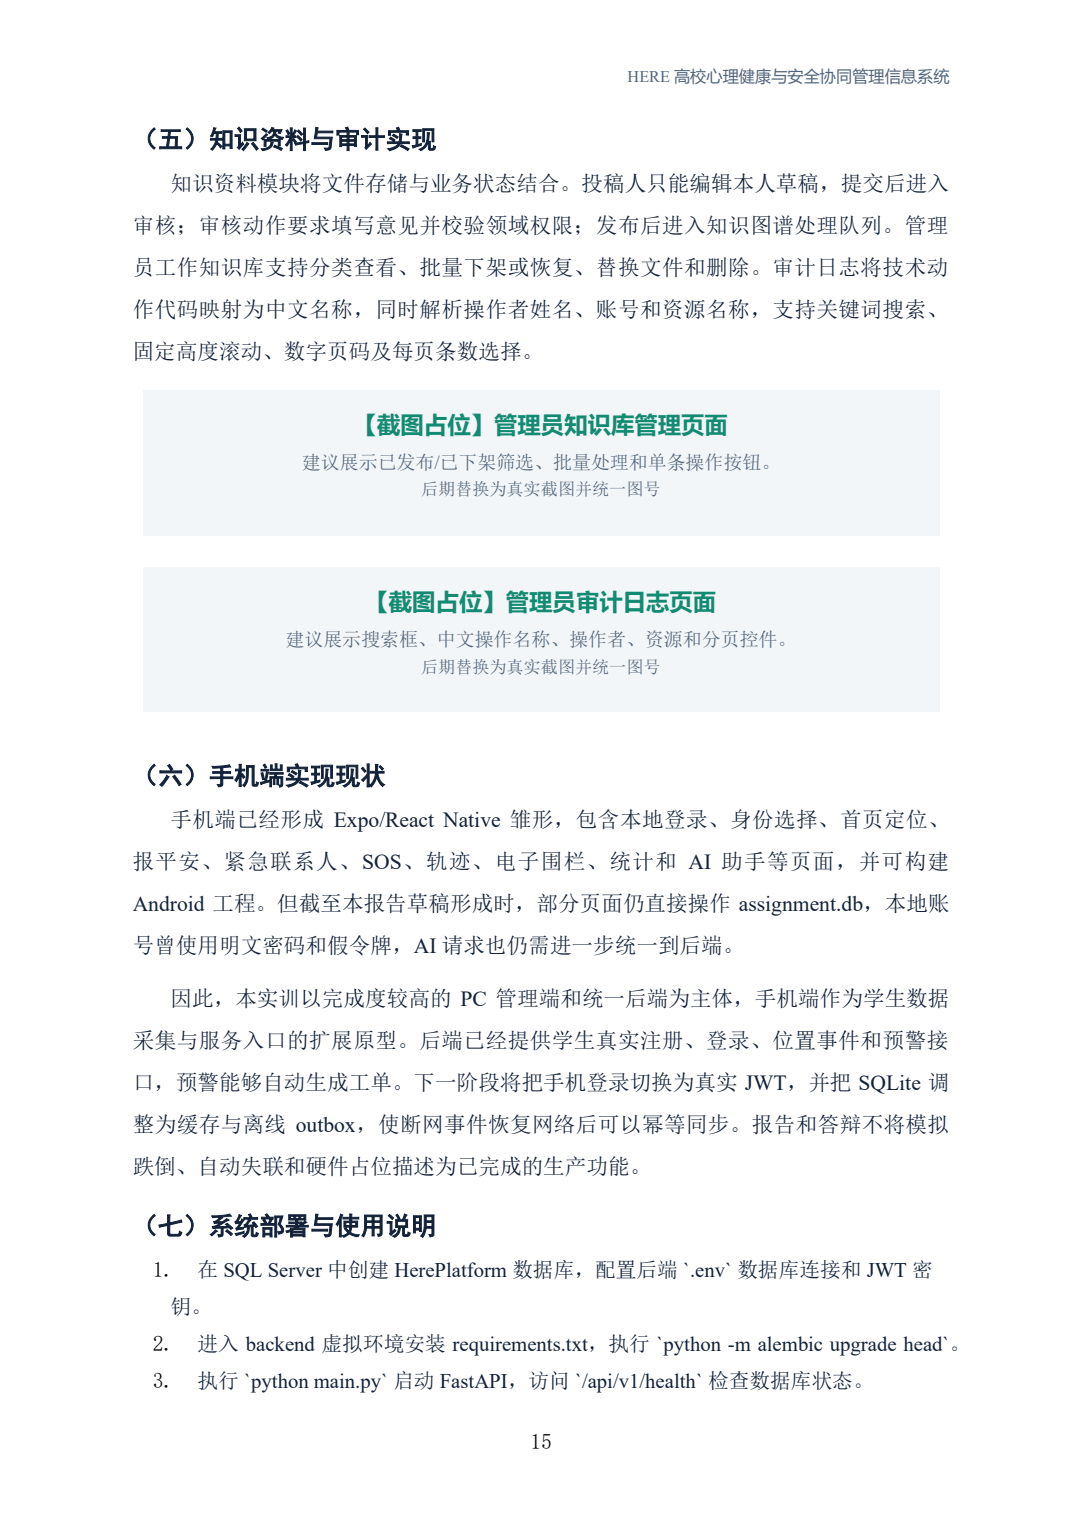 HERE 高校心理健康与安全协同管理信息系统
（五）知识资料与审计实现
知识资料模块将文件存储与业务状态结合。投稿人只能编辑本人草稿，提交后进入
审核；审核动作要求填写意见并校验领域权限；发布后进入知识图谱处理队列。管理
员工作知识库支持分类查看、批量下架或恢复、替换文件和删除。审计日志将技术动
作代码映射为中文名称，同时解析操作者姓名、账号和资源名称，支持关键词搜索、
固定高度滚动、数字页码及每页条数选择。
【截图占位】管理员知识库管理页面
建议展示已发布/已下架筛选、批量处理和单条操作按钮。
后期替换为真实截图并统一图号
【截图占位】管理员审计日志页面
建议展示搜索框、中文操作名称、操作者、资源和分页控件。
后期替换为真实截图并统一图号
（六）手机端实现现状
手机端已经形成 Expo/React Native 雏形，包含本地登录、身份选择、首页定位、
报平安、紧急联系人、SOS、轨迹、电子围栏、统计和 AI 助手等页面，并可构建
Android 工程。但截至本报告草稿形成时，部分页面仍直接操作 assignment.db，本地账
号曾使用明文密码和假令牌，AI 请求也仍需进一步统一到后端。
因此，本实训以完成度较高的 PC 管理端和统一后端为主体，手机端作为学生数据
采集与服务入口的扩展原型。后端已经提供学生真实注册、登录、位置事件和预警接
口，预警能够自动生成工单。下一阶段将把手机登录切换为真实 JWT，并把 SQLite 调
整为缓存与离线 outbox，使断网事件恢复网络后可以幂等同步。报告和答辩不将模拟
跌倒、自动失联和硬件占位描述为已完成的生产功能。
（七）系统部署与使用说明
1. 在 SQL Server 中创建 HerePlatform 数据库，配置后端 `.env` 数据库连接和 JWT 密
钥。
2. 进入 backend 虚拟环境安装 requirements.txt，执行 `python -m alembic upgrade head`。
3. 执行 `python main.py` 启动 FastAPI，访问 `/api/v1/health` 检查数据库状态。
15